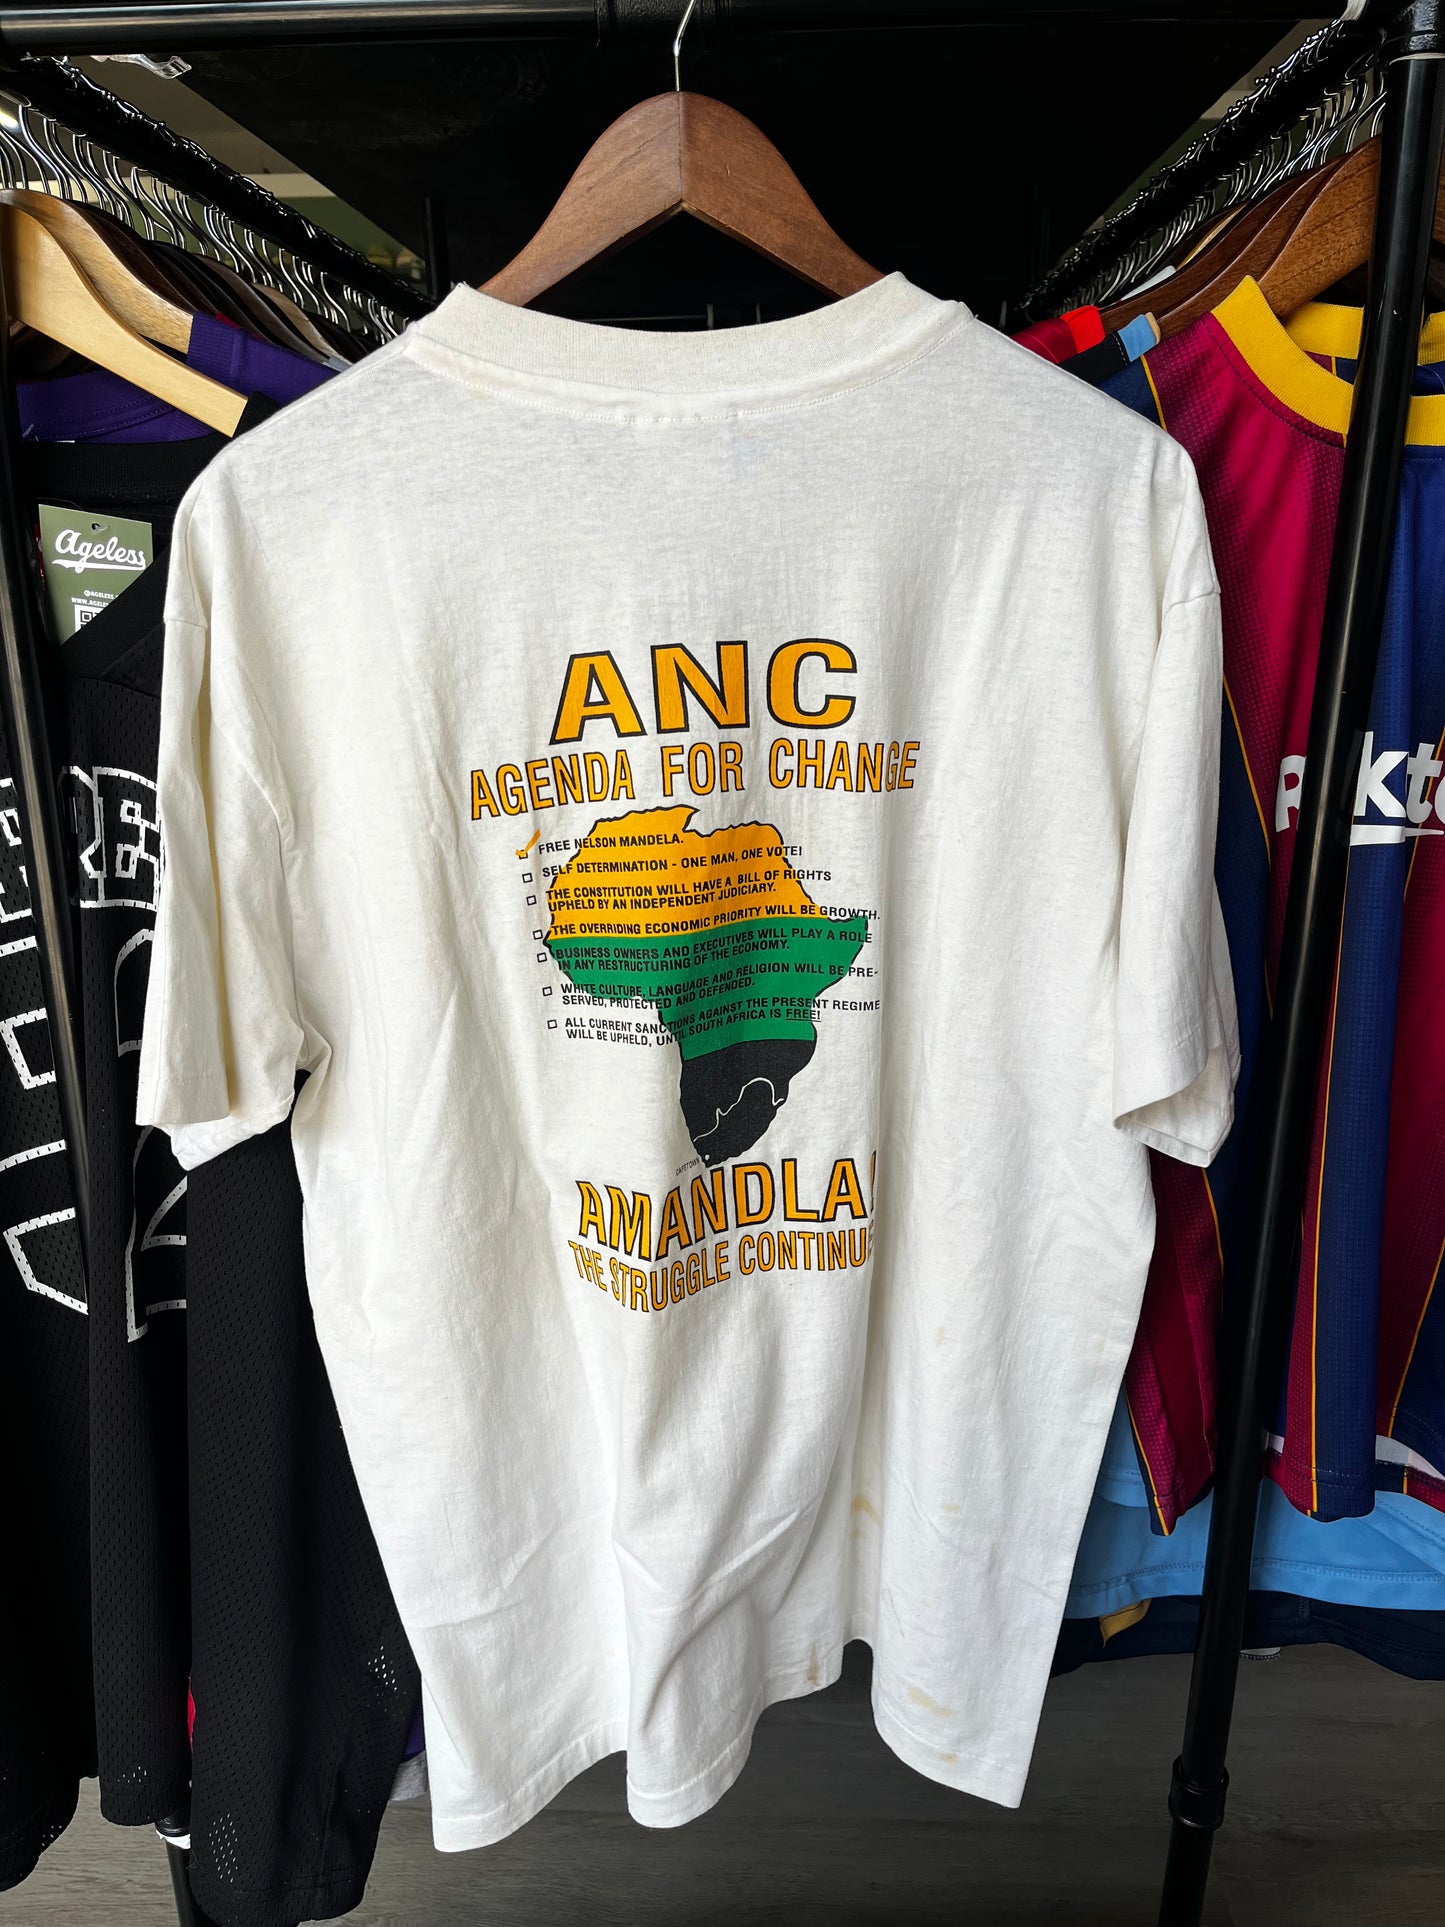 Ageless
ANC
AGENDA FOR CHANGE
FREE NELSON MANDELA.
SELF DETERMINATION - ONE MAN, ONE VOTE!
THE CONSTITUTION WILL HAVE A BILL OF RIGHTS
UPHELD BY AN INDEPENDENT JUDICIARY.
THE OVERRIDING ECONOMIC PRIORITY WILL BE GROWTH.
BUSINESS OWNERS AND EXECUTIVES WILL PLAY A ROLE
IN ANY RESTRUCTURING OF THE ECONOMY.
WHITE CULTURE, LANGUAGE AND RELIGION WILL BE PRE-
SERVED, PROTECTED AND DEFENDED.
ALL CURRENT SANCTIONS AGAINST THE PRESENT REGIME
WILL BE UPHELD, UNTIL SOUTH AFRICA IS FREE!
CAPETOWN
AMANDLA!
THE STRUGGLE CONTINUE